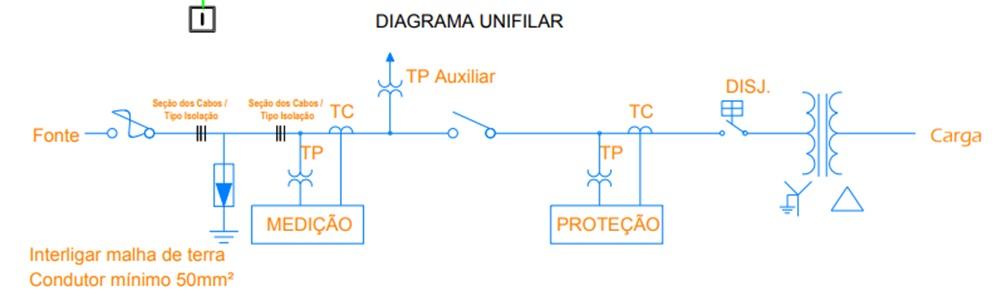 I
DIAGRAMA UNIFILAR
TP Auxiliar
DISJ.
Seção dos Cabos /
Tipo Isolação
Seção dos Cabos /
Tipo Isolação
TC
TC
Fonte
Carga
TP
TP
MEDIÇÃO
PROTEÇÃO
Interligar malha de terra
Condutor mínimo 50mm²